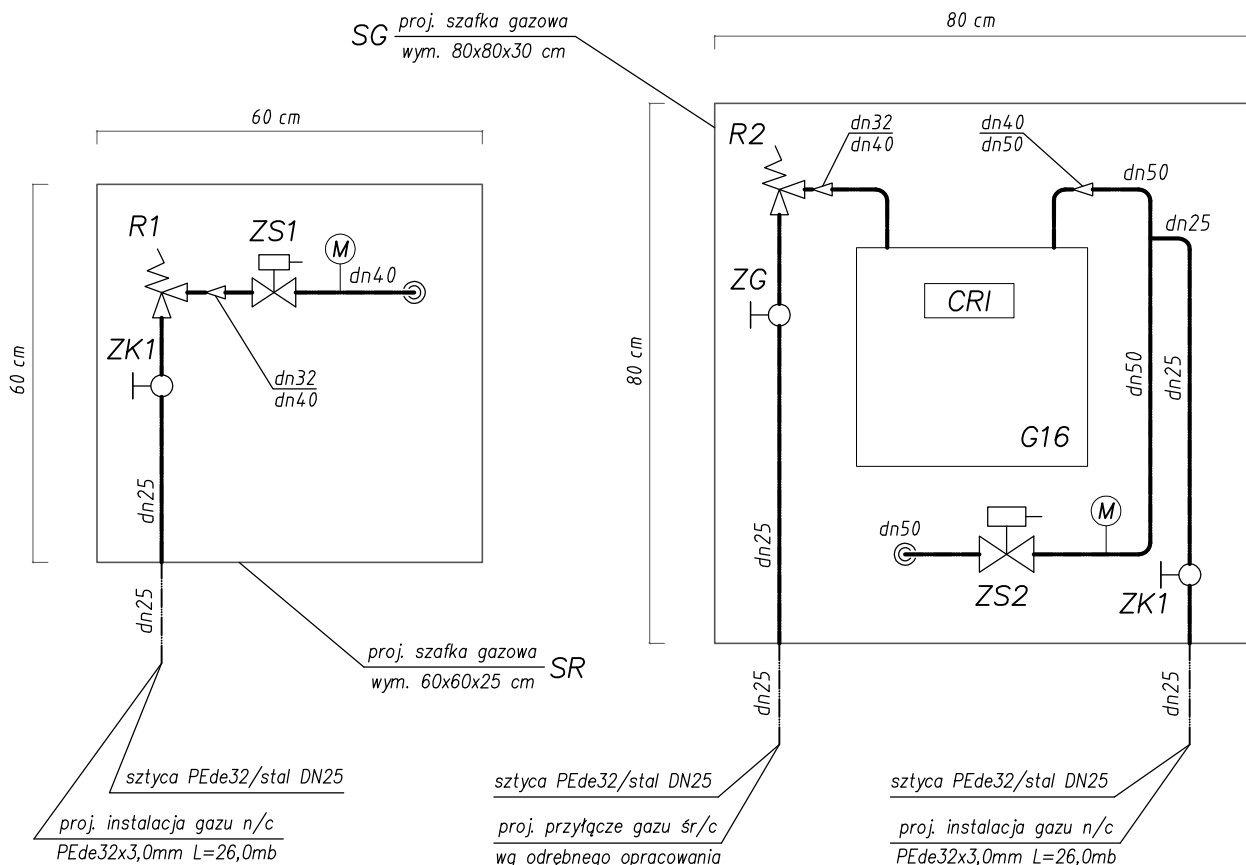 SG
proj. szafka gazowa
wym. 80x80x30 cm
60 cm
60 cm
R1
ZS1
M
dn40
ZK1
dn32
dn40
dn25
dn25
proj. szafka gazowa
wym. 60x60x25 cm
SR
sztyca PEde32/stal DN25
proj. instalacja gazu n/c
PEde32x3,0mm L=26,0mb
80 cm
80 cm
R2
dn32
dn40
dn40
dn50
dn50
dn25
ZG
CRI
G16
dn50
dn25
dn25
dn50
M
ZS2
ZK1
dn25
dn25
sztyca PEde32/stal DN25
proj. przyłącze gazu śr/c
wg odrębnego opracowania
sztyca PEde32/stal DN25
proj. instalacja gazu n/c
PEde32x3,0mm L=26,0mb